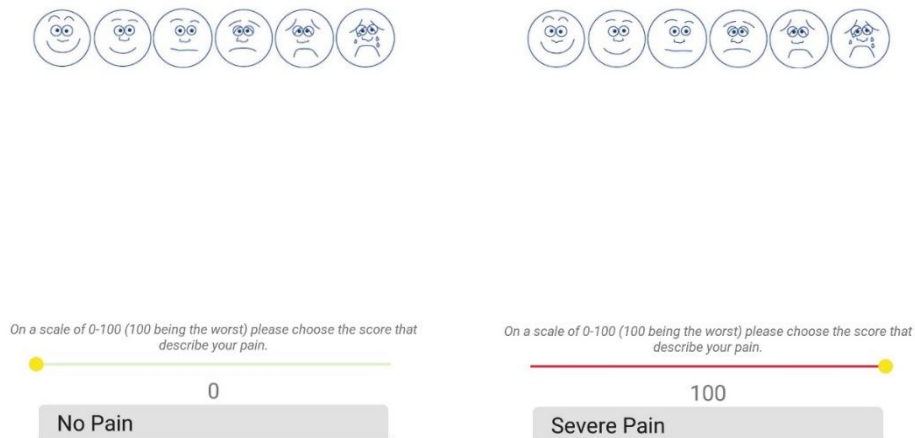 On a scale of 0-100 (100 being the worst) please choose the score that
describe your pain.
0
No Pain
On a scale of 0-100 (100 being the worst) please choose the score that
describe your pain.
100
Severe Pain